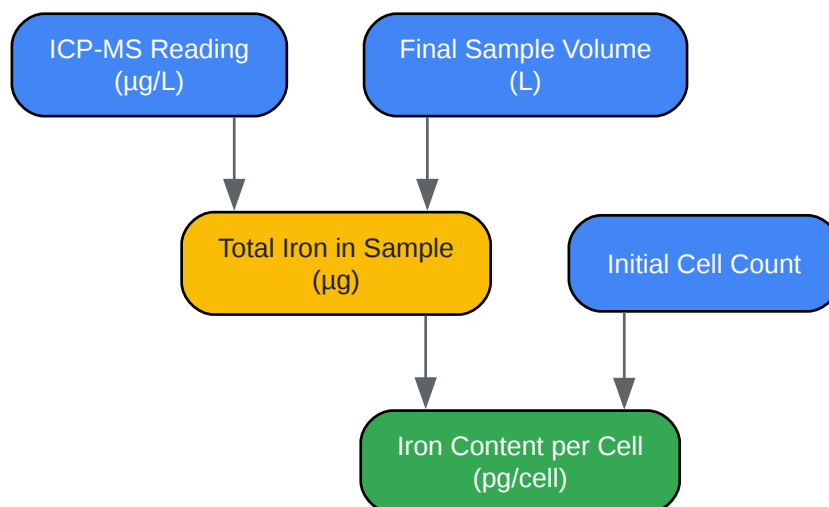 ICP-MS Reading
(µg/L)
Final Sample Volume
(L)
Total Iron in Sample
(µg)
Initial Cell Count
Iron Content per Cell
(pg/cell)